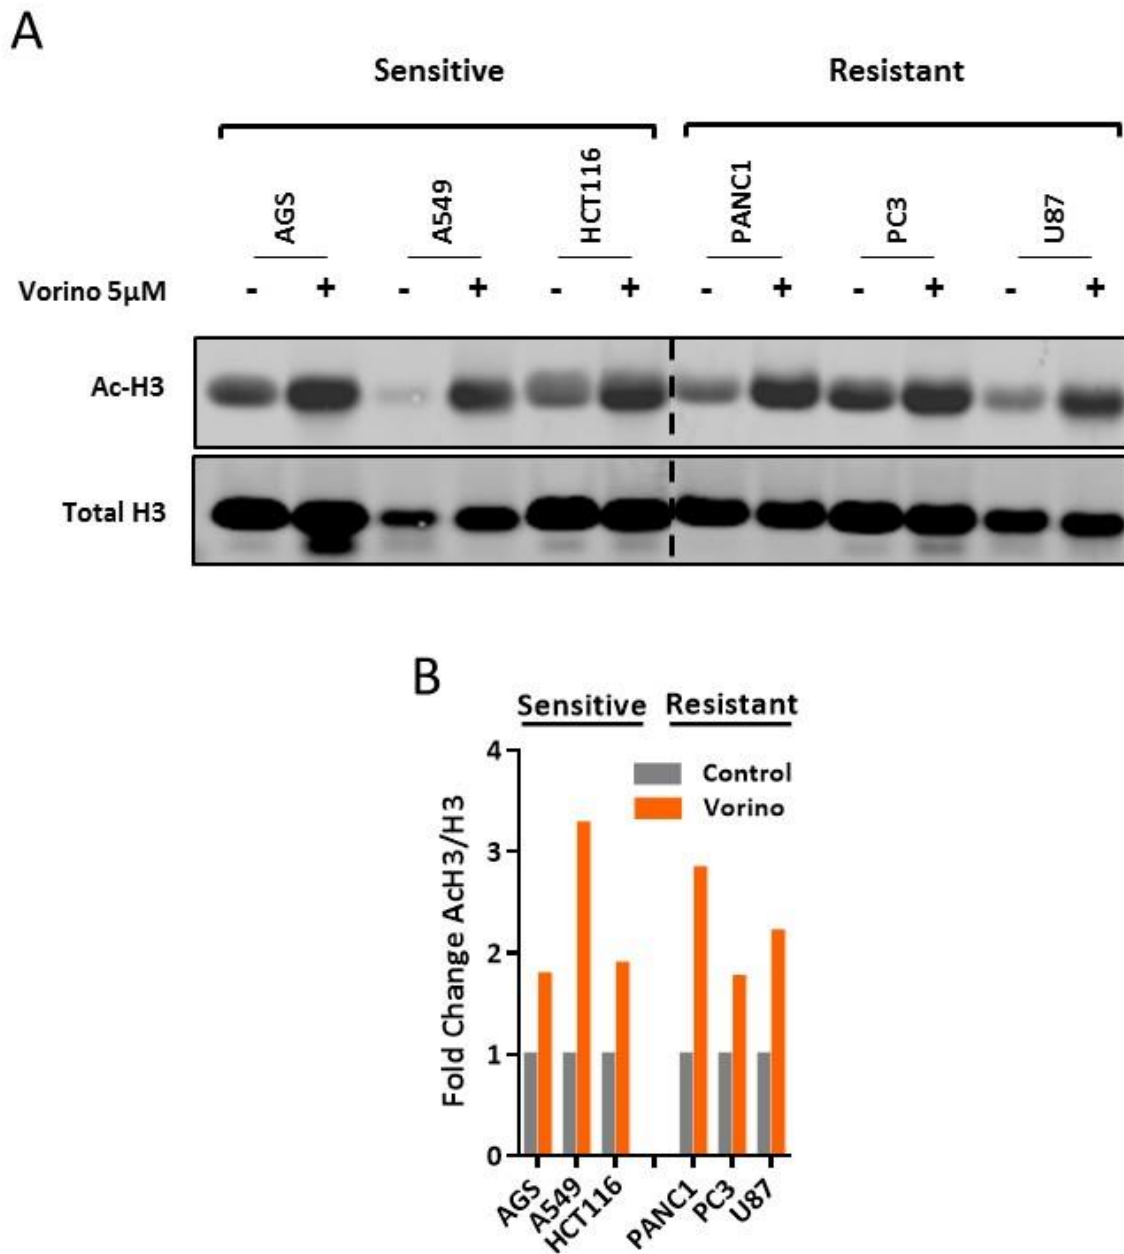 A
Sensitive Resistant
AGS A549 HCT116 PANC1 PC3 U87
Vorino 5µM - + - + - + - + - + - +
Ac-H3
Total H3
B
Sensitive Resistant
4
Control
Vorino
3
2
1
0
Fold Change AcH3/H3
AGS A549 HCT116 PANC1 PC3 U87